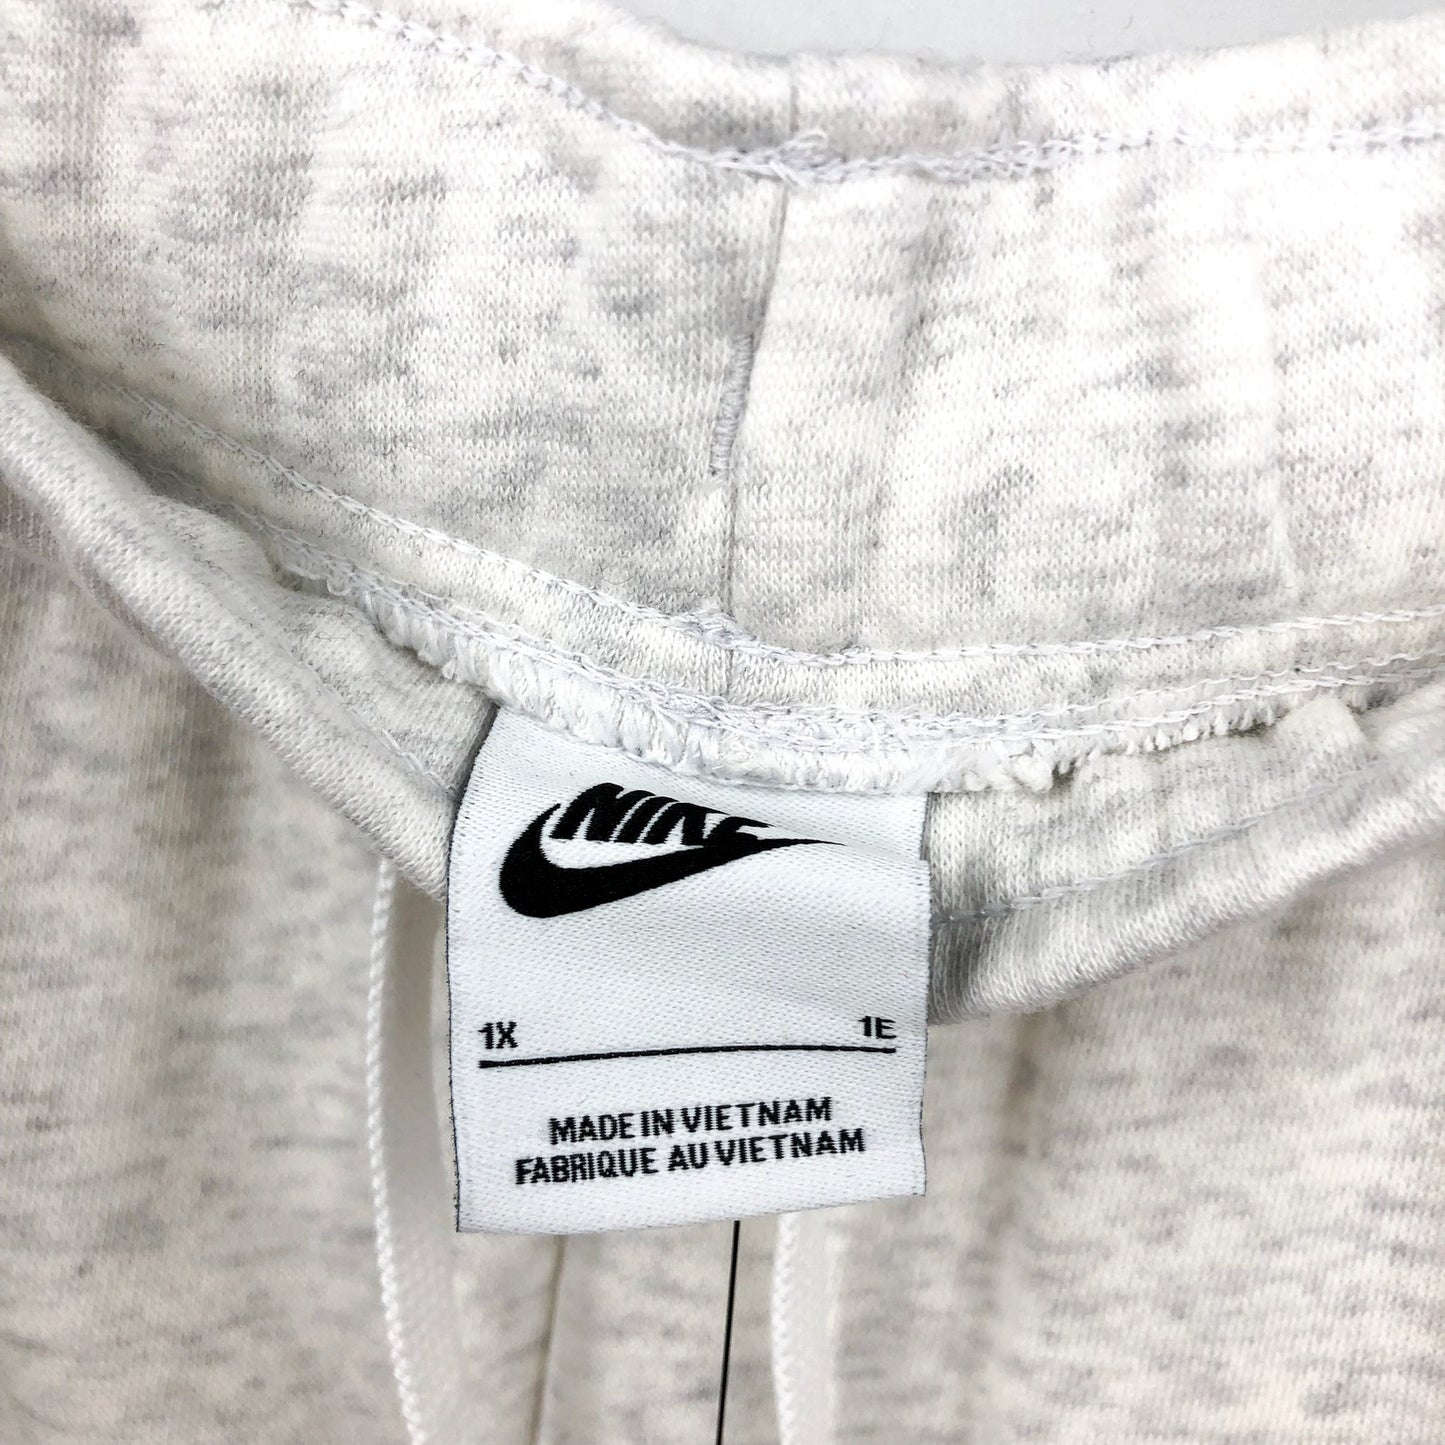 NIKE
1X 1E
MADE IN VIETNAM
FABRIQUE AU VIETNAM